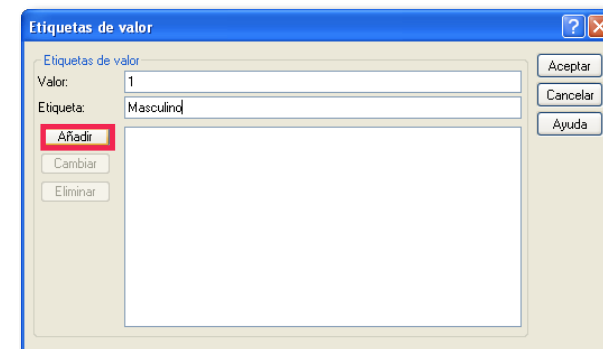 Etiquetas de valor
Etiquetas de valor
Valor: 1
Etiqueta: Masculino
Añadir
Cambiar
Eliminar
Aceptar
Cancelar
Ayuda